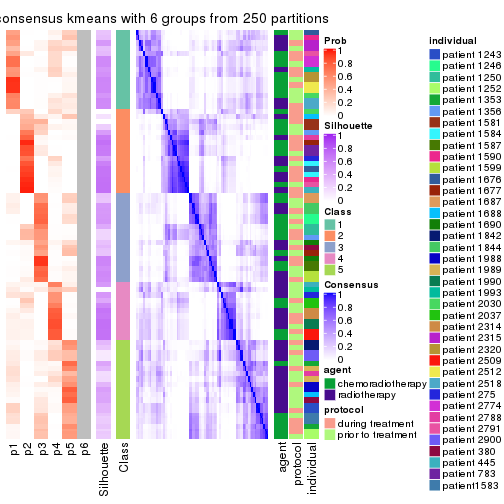 consensus kmeans with 6 groups from 250 partitions
p1
p2
p3
p4
p5
p6
Silhouette
Class
agent
protocol
individual
Prob
1
0.8
0.6
0.4
0.2
0
Silhouette
1
0.8
0.6
0.4
0.2
0
Class
1
2
3
4
5
Consensus
1
0.8
0.6
0.4
0.2
0
agent
chemoradiotherapy
radiotherapy
protocol
during treatment
prior to treatment
individual
patient 1243
patient 1246
patient 1250
patient 1252
patient 1353
patient 1356
patient 1581
patient 1584
patient 1587
patient 1590
patient 1599
patient 1676
patient 1677
patient 1687
patient 1688
patient 1690
patient 1842
patient 1844
patient 1988
patient 1989
patient 1990
patient 1993
patient 2030
patient 2037
patient 2314
patient 2315
patient 2320
patient 2509
patient 2512
patient 2518
patient 275
patient 2774
patient 2788
patient 2791
patient 2900
patient 380
patient 445
patient 783
patient1583